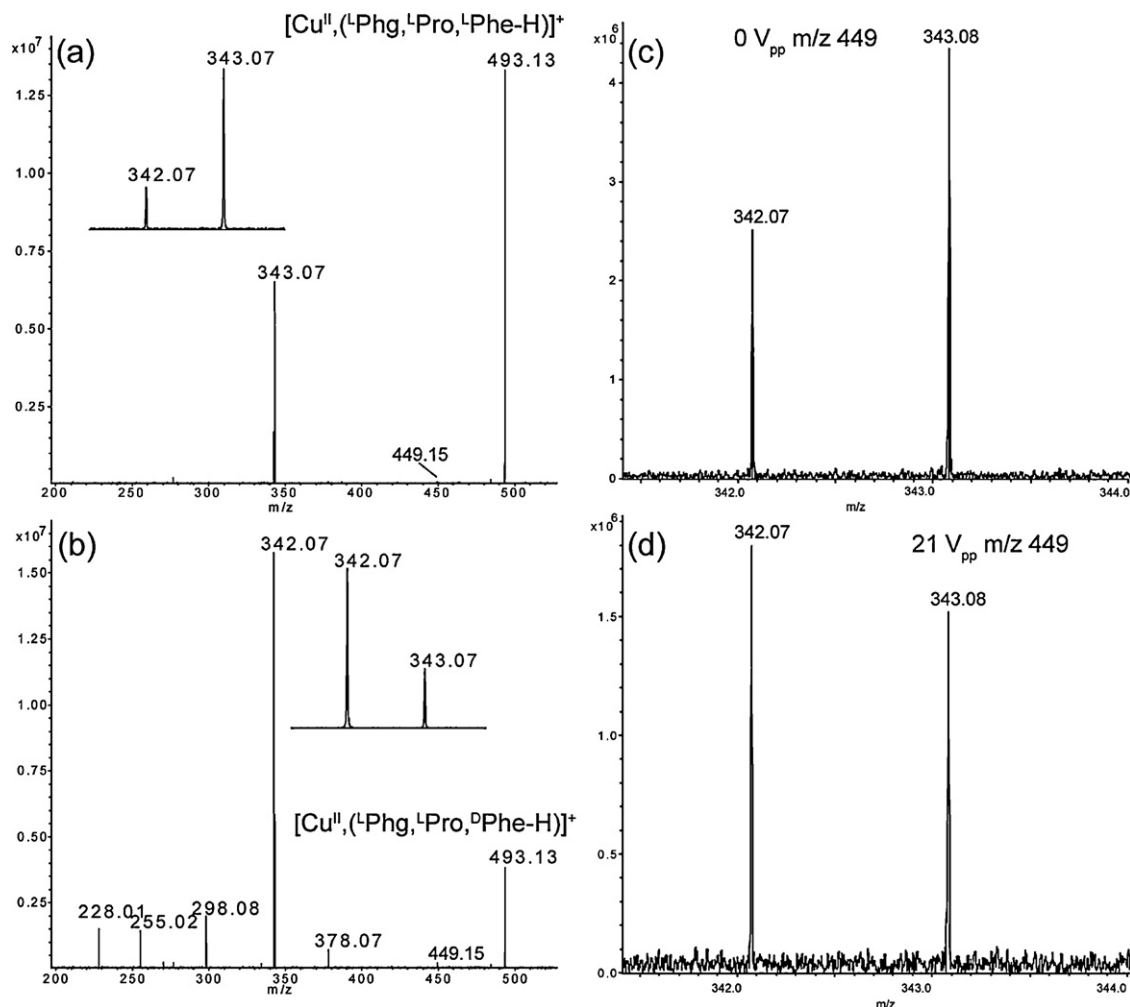 (a)
[Cu^II,(^LPhg,^LPro,^LPhe-H)]^+
x10^7
343.07
493.13
1.25
342.07
1.00
0.75
343.07
0.50
0.25
449.15
200 250 300 350 400 450 500
m/z
(b)
x10^7
342.07
1.50
342.07
1.25
343.07
1.00
0.75
[Cu^II,(^LPhg,^LPro,^DPhe-H)]^+
0.50
493.13
0.25
228.01
255.02
298.08
378.07
449.15
200 250 300 350 400 450 500
m/z
(c)
x10^6
0 V_pp m/z 449
343.08
4
3
342.07
2
1
0
342.0 343.0 344.0
m/z
(d)
x10^6
342.07
21 V_pp m/z 449
343.08
1.5
1.0
0.5
0.0
342.0 343.0 344.0
m/z